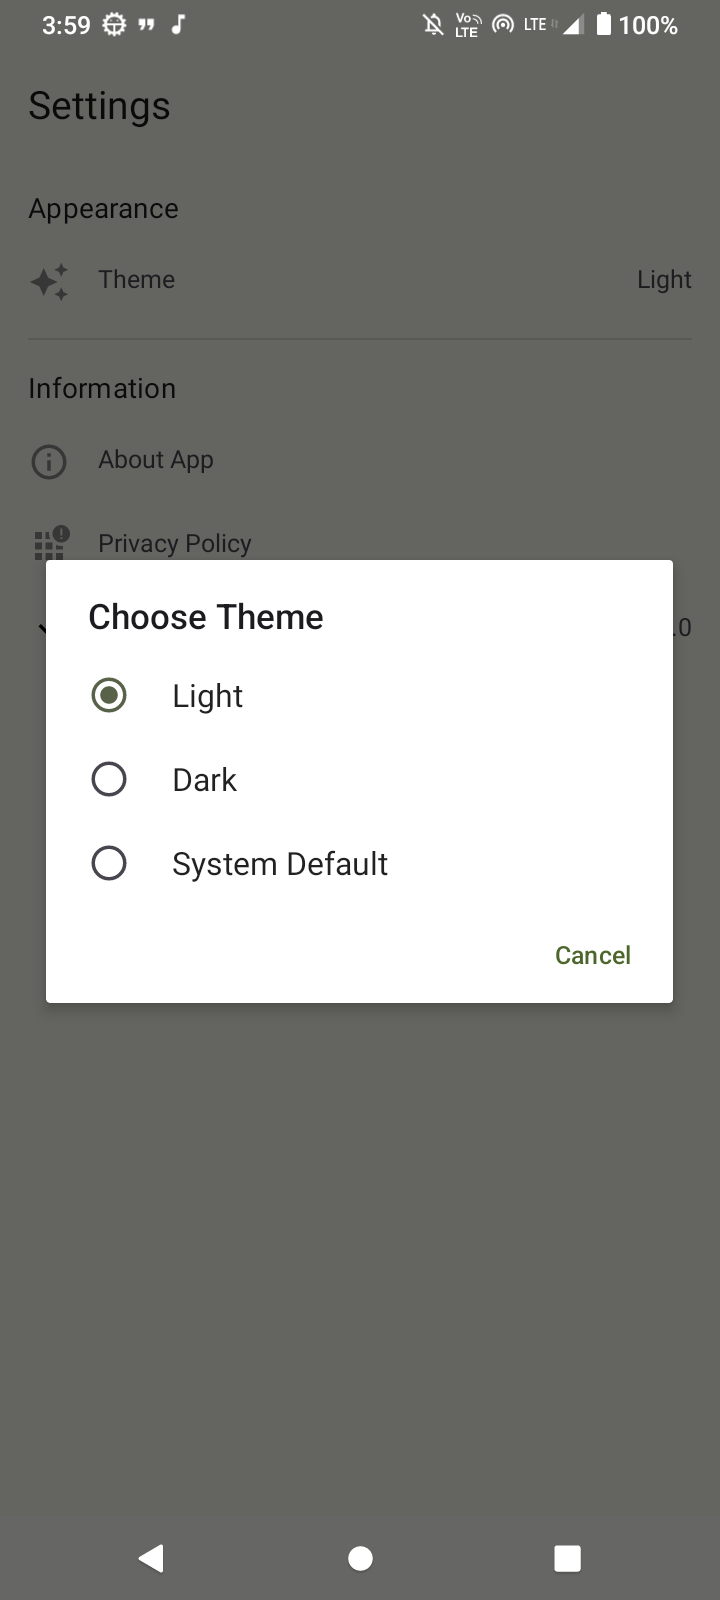 3:59 LTE 100%
Vo LTE
Settings
Appearance
Theme Light
Information
About App
Privacy Policy
.0
Choose Theme
Light
Dark
System Default
Cancel